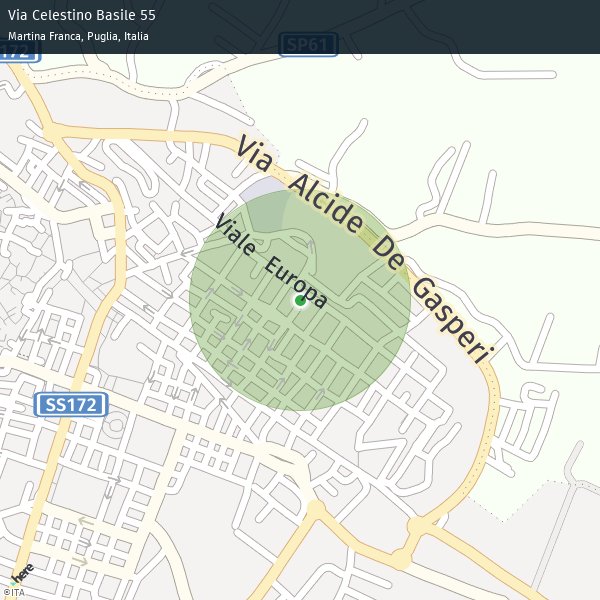 Via Celestino Basile 55
Martina Franca, Puglia, Italia
172
SP61
Via Alcide De Gasperi
Viale Europa
SS172
here
©ITA